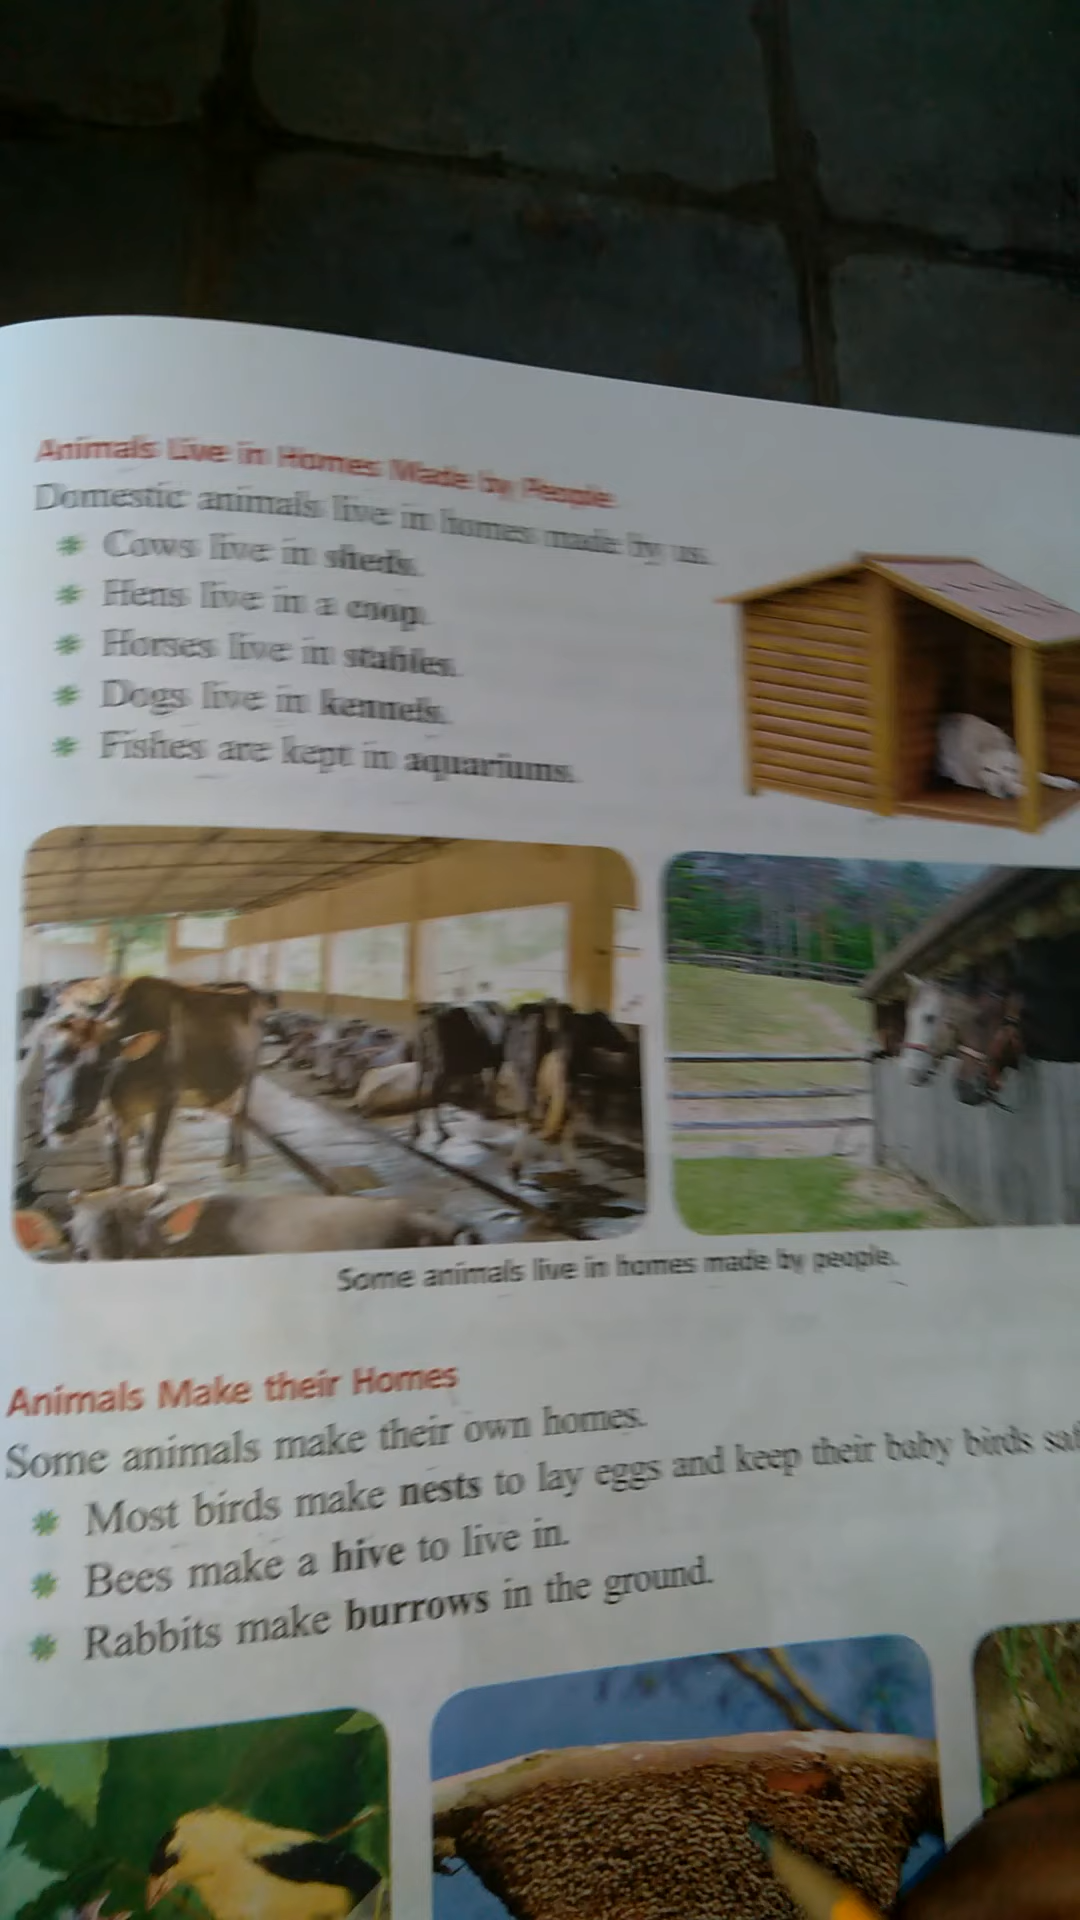 Animals Live in Homes Made by People
Domestic animals live in homes made by us.
Cows live in sheds.
Hens live in a coop.
Horses live in stables.
Dogs live in kennels.
Fishes are kept in aquariums.
Some animals live in homes made by people.
Animals Make their Homes
Some animals make their own homes.
Most birds make nests to lay eggs and keep their baby birds
Bees make a hive to live in.
Rabbits make burrows in the ground.